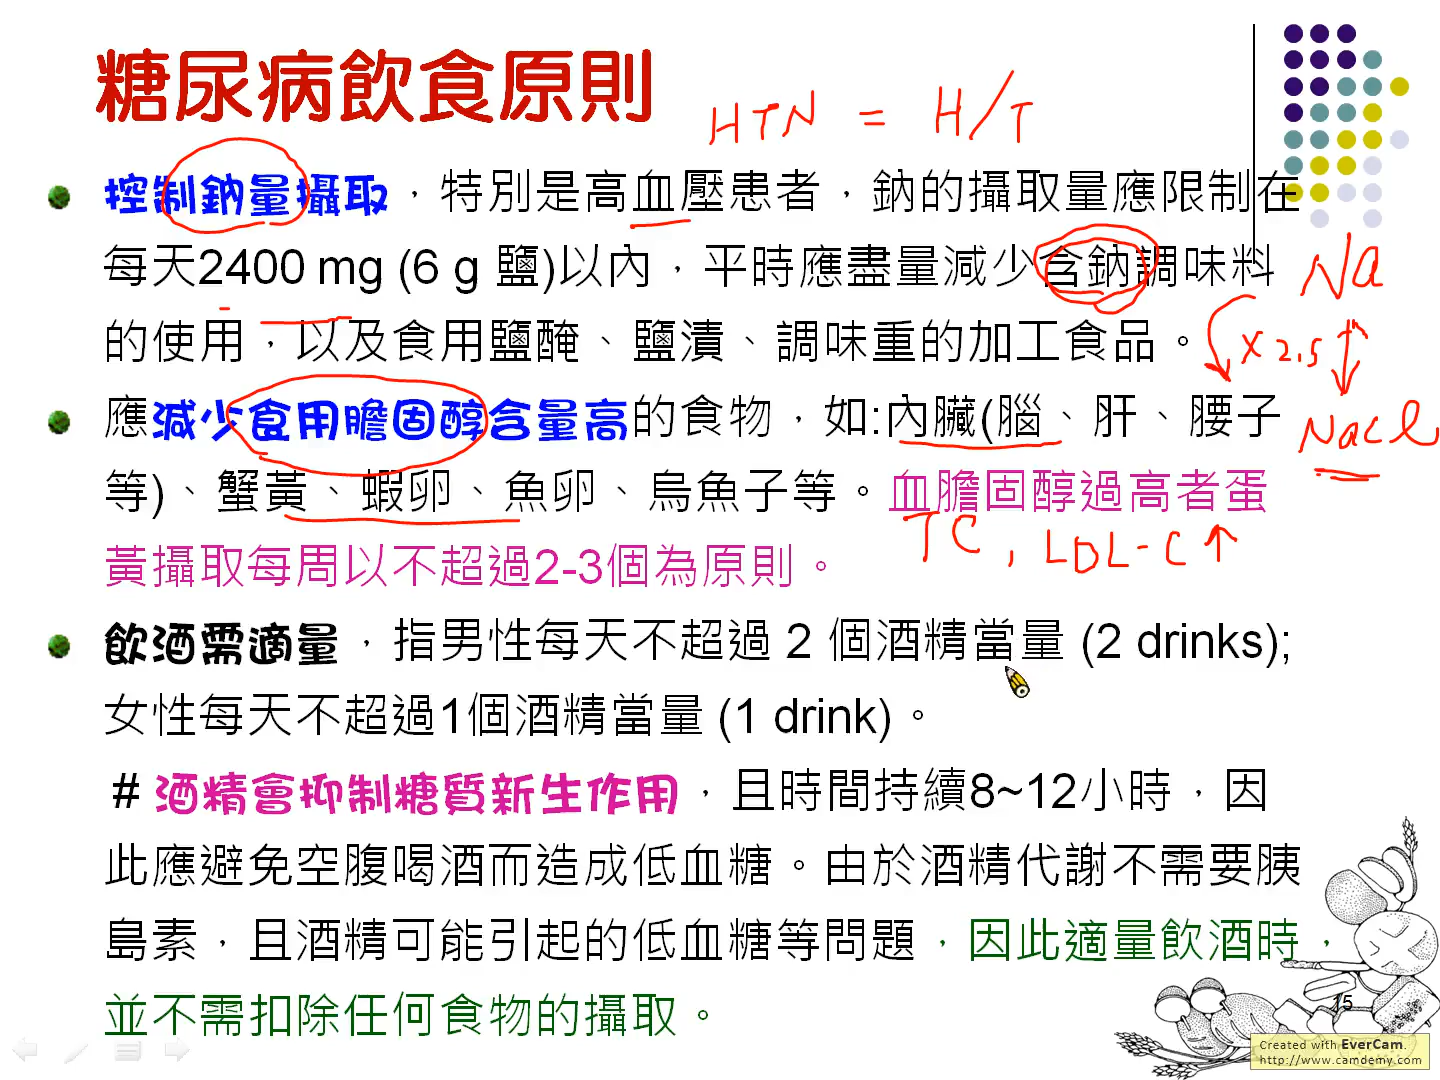 糖尿病飲食原則
HTN = H/T
控制鈉量攝取，特別是高血壓患者，鈉的攝取量應限制在
每天2400 mg (6 g 鹽)以內，平時應盡量減少含鈉調味料
Na
的使用，以及食用鹽醃、鹽漬、調味重的加工食品。
x 2.5
應減少食用膽固醇含量高的食物，如:內臟(腦、肝、腰子
NaCl
等)、蟹黃、蝦卵、魚卵、烏魚子等。血膽固醇過高者蛋
TC, LDL-C↑
黃攝取每周以不超過2-3個為原則。
飲酒需適量，指男性每天不超過 2 個酒精當量 (2 drinks);
女性每天不超過1個酒精當量 (1 drink)。
# 酒精會抑制糖質新生作用，且時間持續8~12小時，因
此應避免空腹喝酒而造成低血糖。由於酒精代謝不需要胰
島素，且酒精可能引起的低血糖等問題，因此適量飲酒時，
並不需扣除任何食物的攝取。
15
Created with EverCam.
http://www.camdemy.com